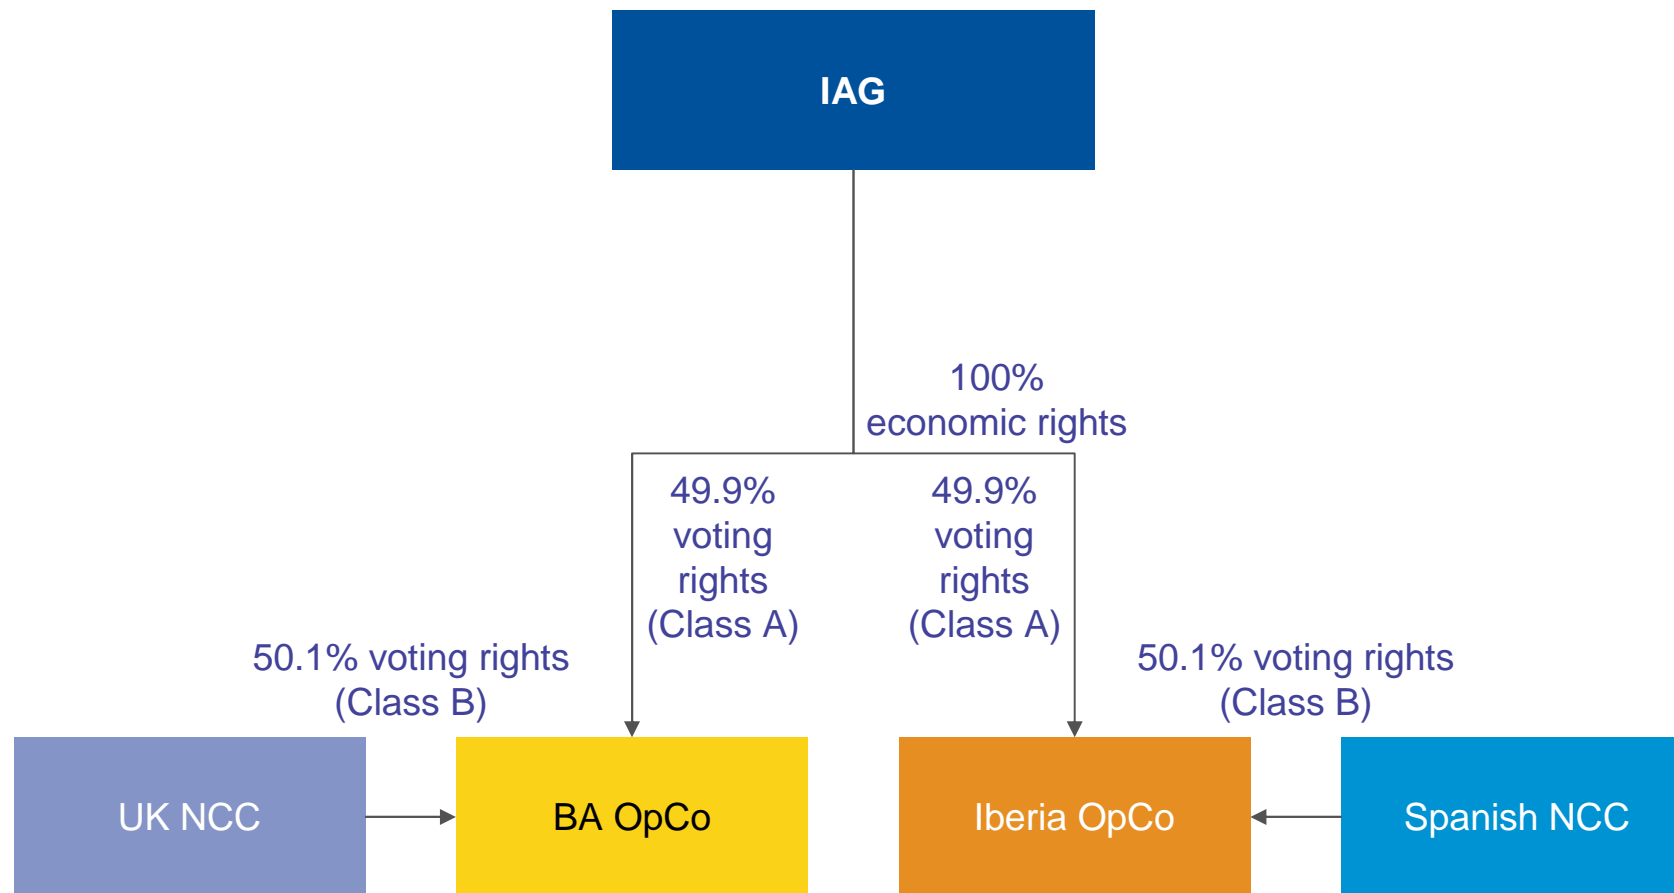 IAG
100%
economic rights
49.9%
voting
rights
(Class A)
49.9%
voting
rights
(Class A)
50.1% voting rights
(Class B)
50.1% voting rights
(Class B)
UK NCC
BA OpCo
Iberia OpCo
Spanish NCC